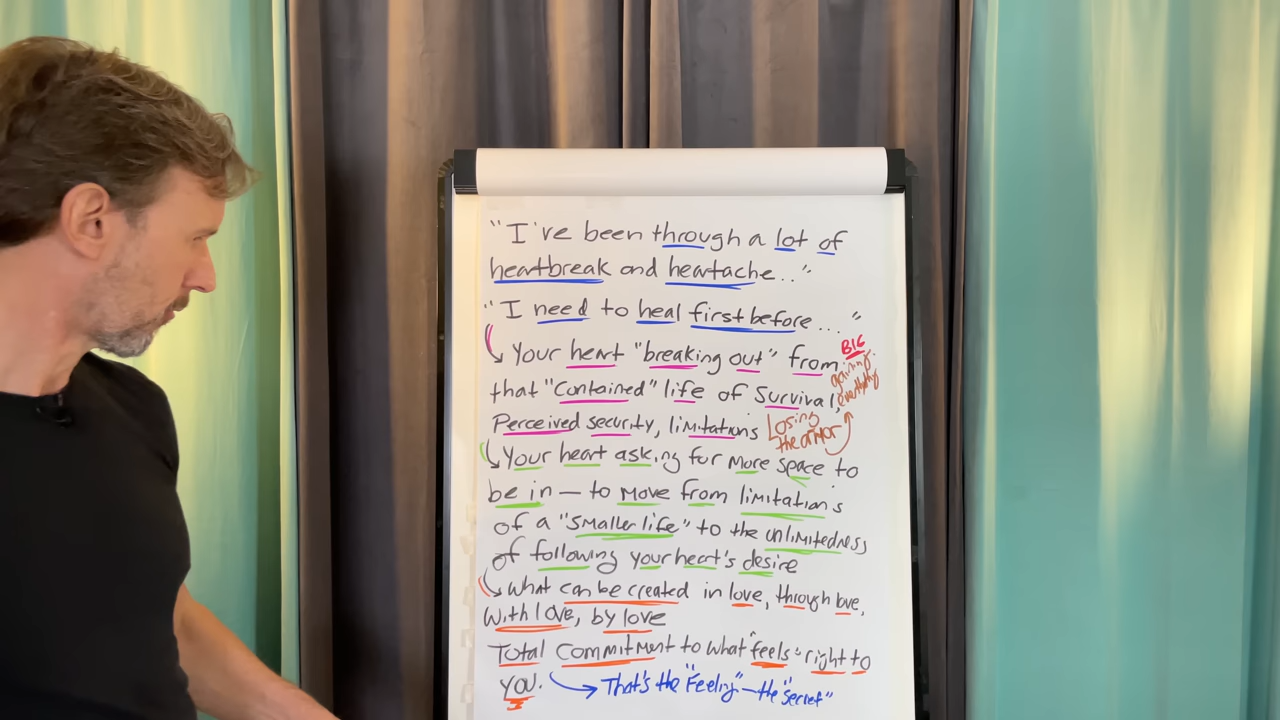 "I've been through a lot of
heartbreak and heartache..."
"I need to heal first before..."
Your heart "breaking out" from
BIG
that "Contained" life of Survival,
gaining everything
Perceived security, limitations
Losing the armor
Your heart asking for more space to
be in — to move from limitations
of a "smaller life" to the unlimitedness
of following your heart's desire
What can be created in love, through love,
with love, by love
Total commitment to what "feels" right to
you.
That's the "Feeling" — the "secret"